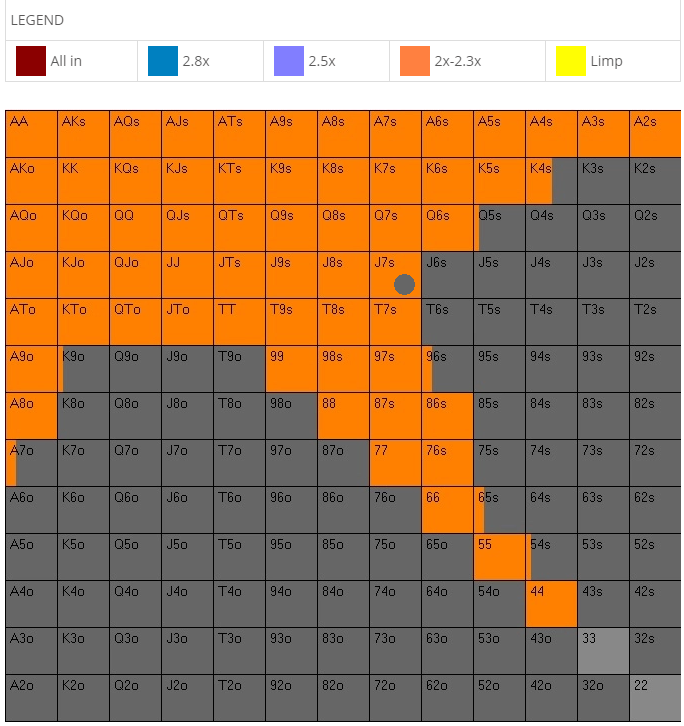 LEGEND
All in 2.8x 2.5x 2x-2.3x Limp
AA AKs AQs AJs ATs A9s A8s A7s A6s A5s A4s A3s A2s
AKo KK KQs KJs KTs K9s K8s K7s K6s K5s K4s K3s K2s
AQo KQo QQ QJs QTs Q9s Q8s Q7s Q6s Q5s Q4s Q3s Q2s
AJo KJo QJo JJ JTs J9s J8s J7s J6s J5s J4s J3s J2s
ATo KTo QTo JTo TT T9s T8s T7s T6s T5s T4s T3s T2s
A9o K9o Q9o J9o T9o 99 98s 97s 96s 95s 94s 93s 92s
A8o K8o Q8o J8o T8o 98o 88 87s 86s 85s 84s 83s 82s
A7o K7o Q7o J7o T7o 97o 87o 77 76s 75s 74s 73s 72s
A6o K6o Q6o J6o T6o 96o 86o 76o 66 65s 64s 63s 62s
A5o K5o Q5o J5o T5o 95o 85o 75o 65o 55 54s 53s 52s
A4o K4o Q4o J4o T4o 94o 84o 74o 64o 54o 44 43s 42s
A3o K3o Q3o J3o T3o 93o 83o 73o 63o 53o 43o 33 32s
A2o K2o Q2o J2o T2o 92o 82o 72o 62o 52o 42o 32o 22